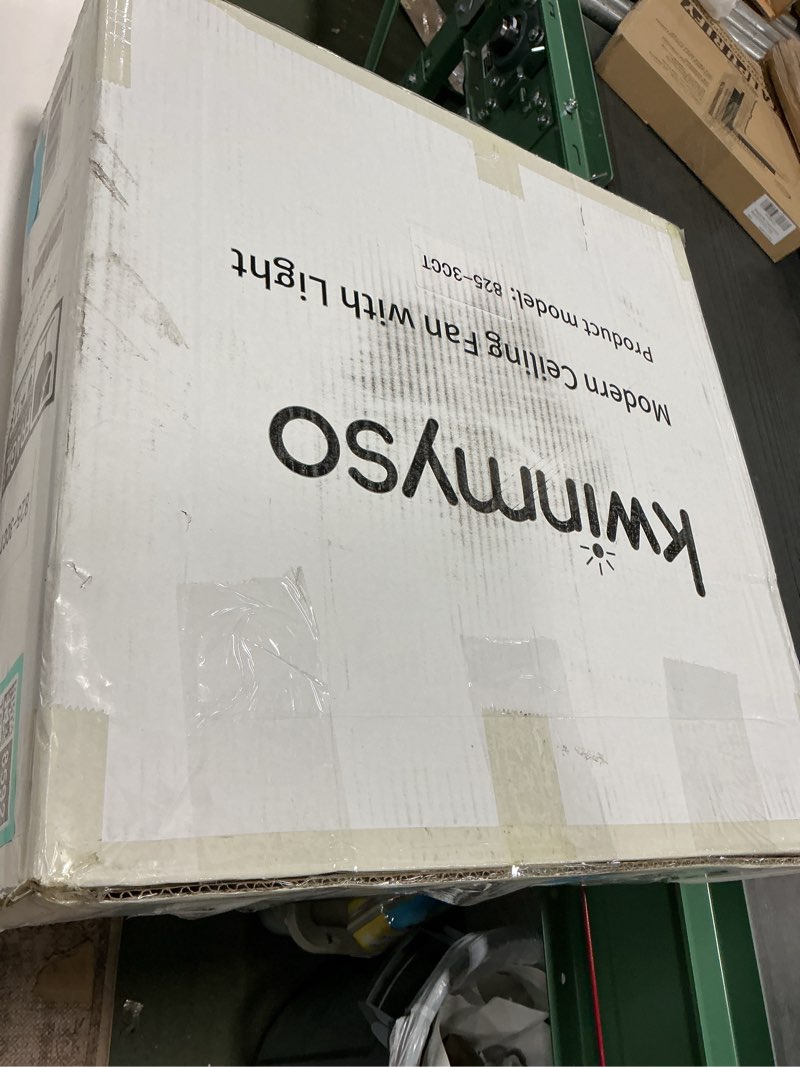 kwinmyso
Modern Ceiling Fan with Light
Product model: 825-3CCT